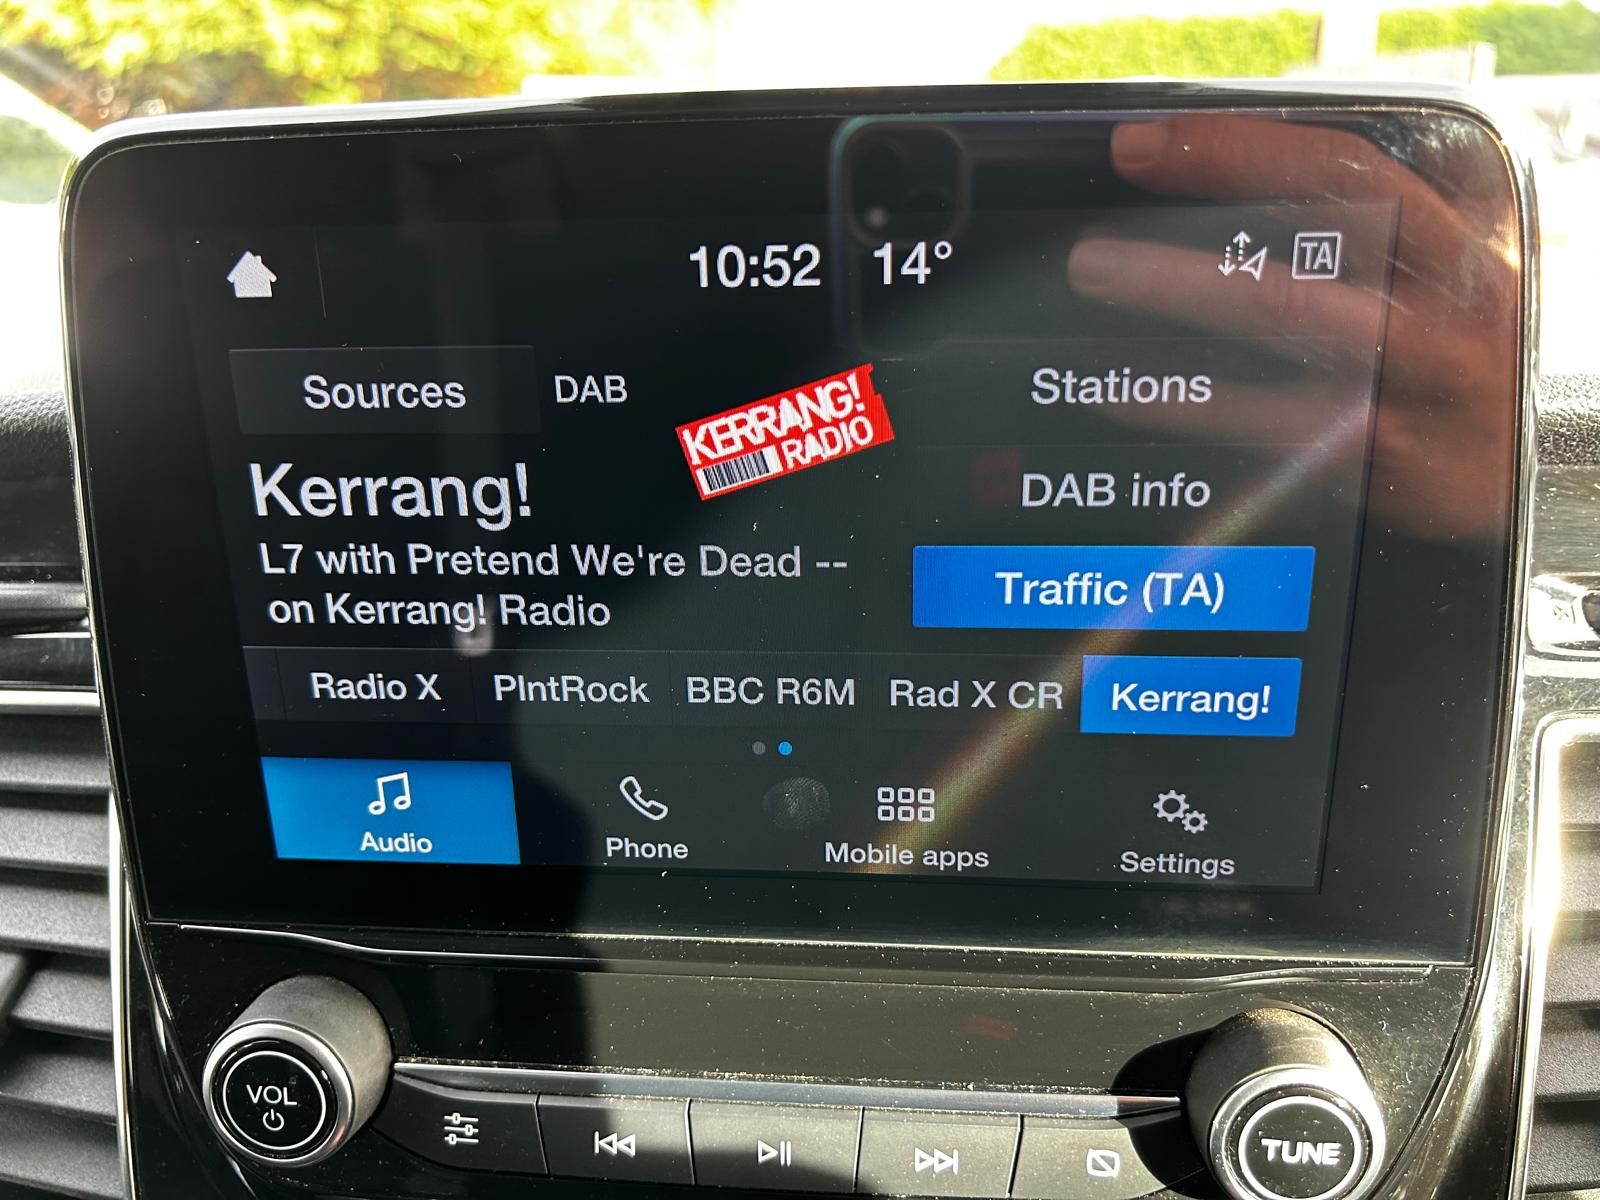 10:52 14°
TA
Sources DAB
KERRANG!
RADIO
Stations
Kerrang!
DAB info
L7 with Pretend We're Dead --
on Kerrang! Radio
Traffic (TA)
Radio X PlntRock BBC R6M Rad X CR Kerrang!
Audio Phone Mobile apps Settings
VOL
TUNE